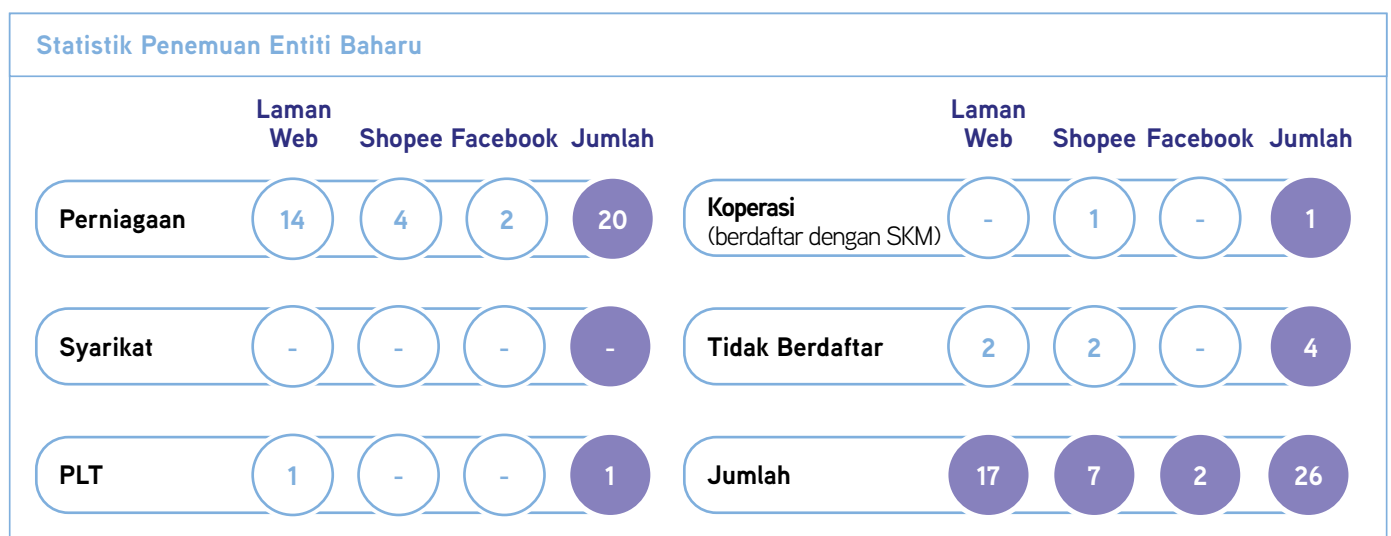 Statistik Penemuan Entiti Baharu
Laman
Web Shopee Facebook Jumlah
Perniagaan 14 4 2 20
Syarikat - - - -
PLT 1 - - 1
Laman
Web Shopee Facebook Jumlah
Koperasi
(berdaftar dengan SKM) - 1 - 1
Tidak Berdaftar 2 2 - 4
Jumlah 17 7 2 26